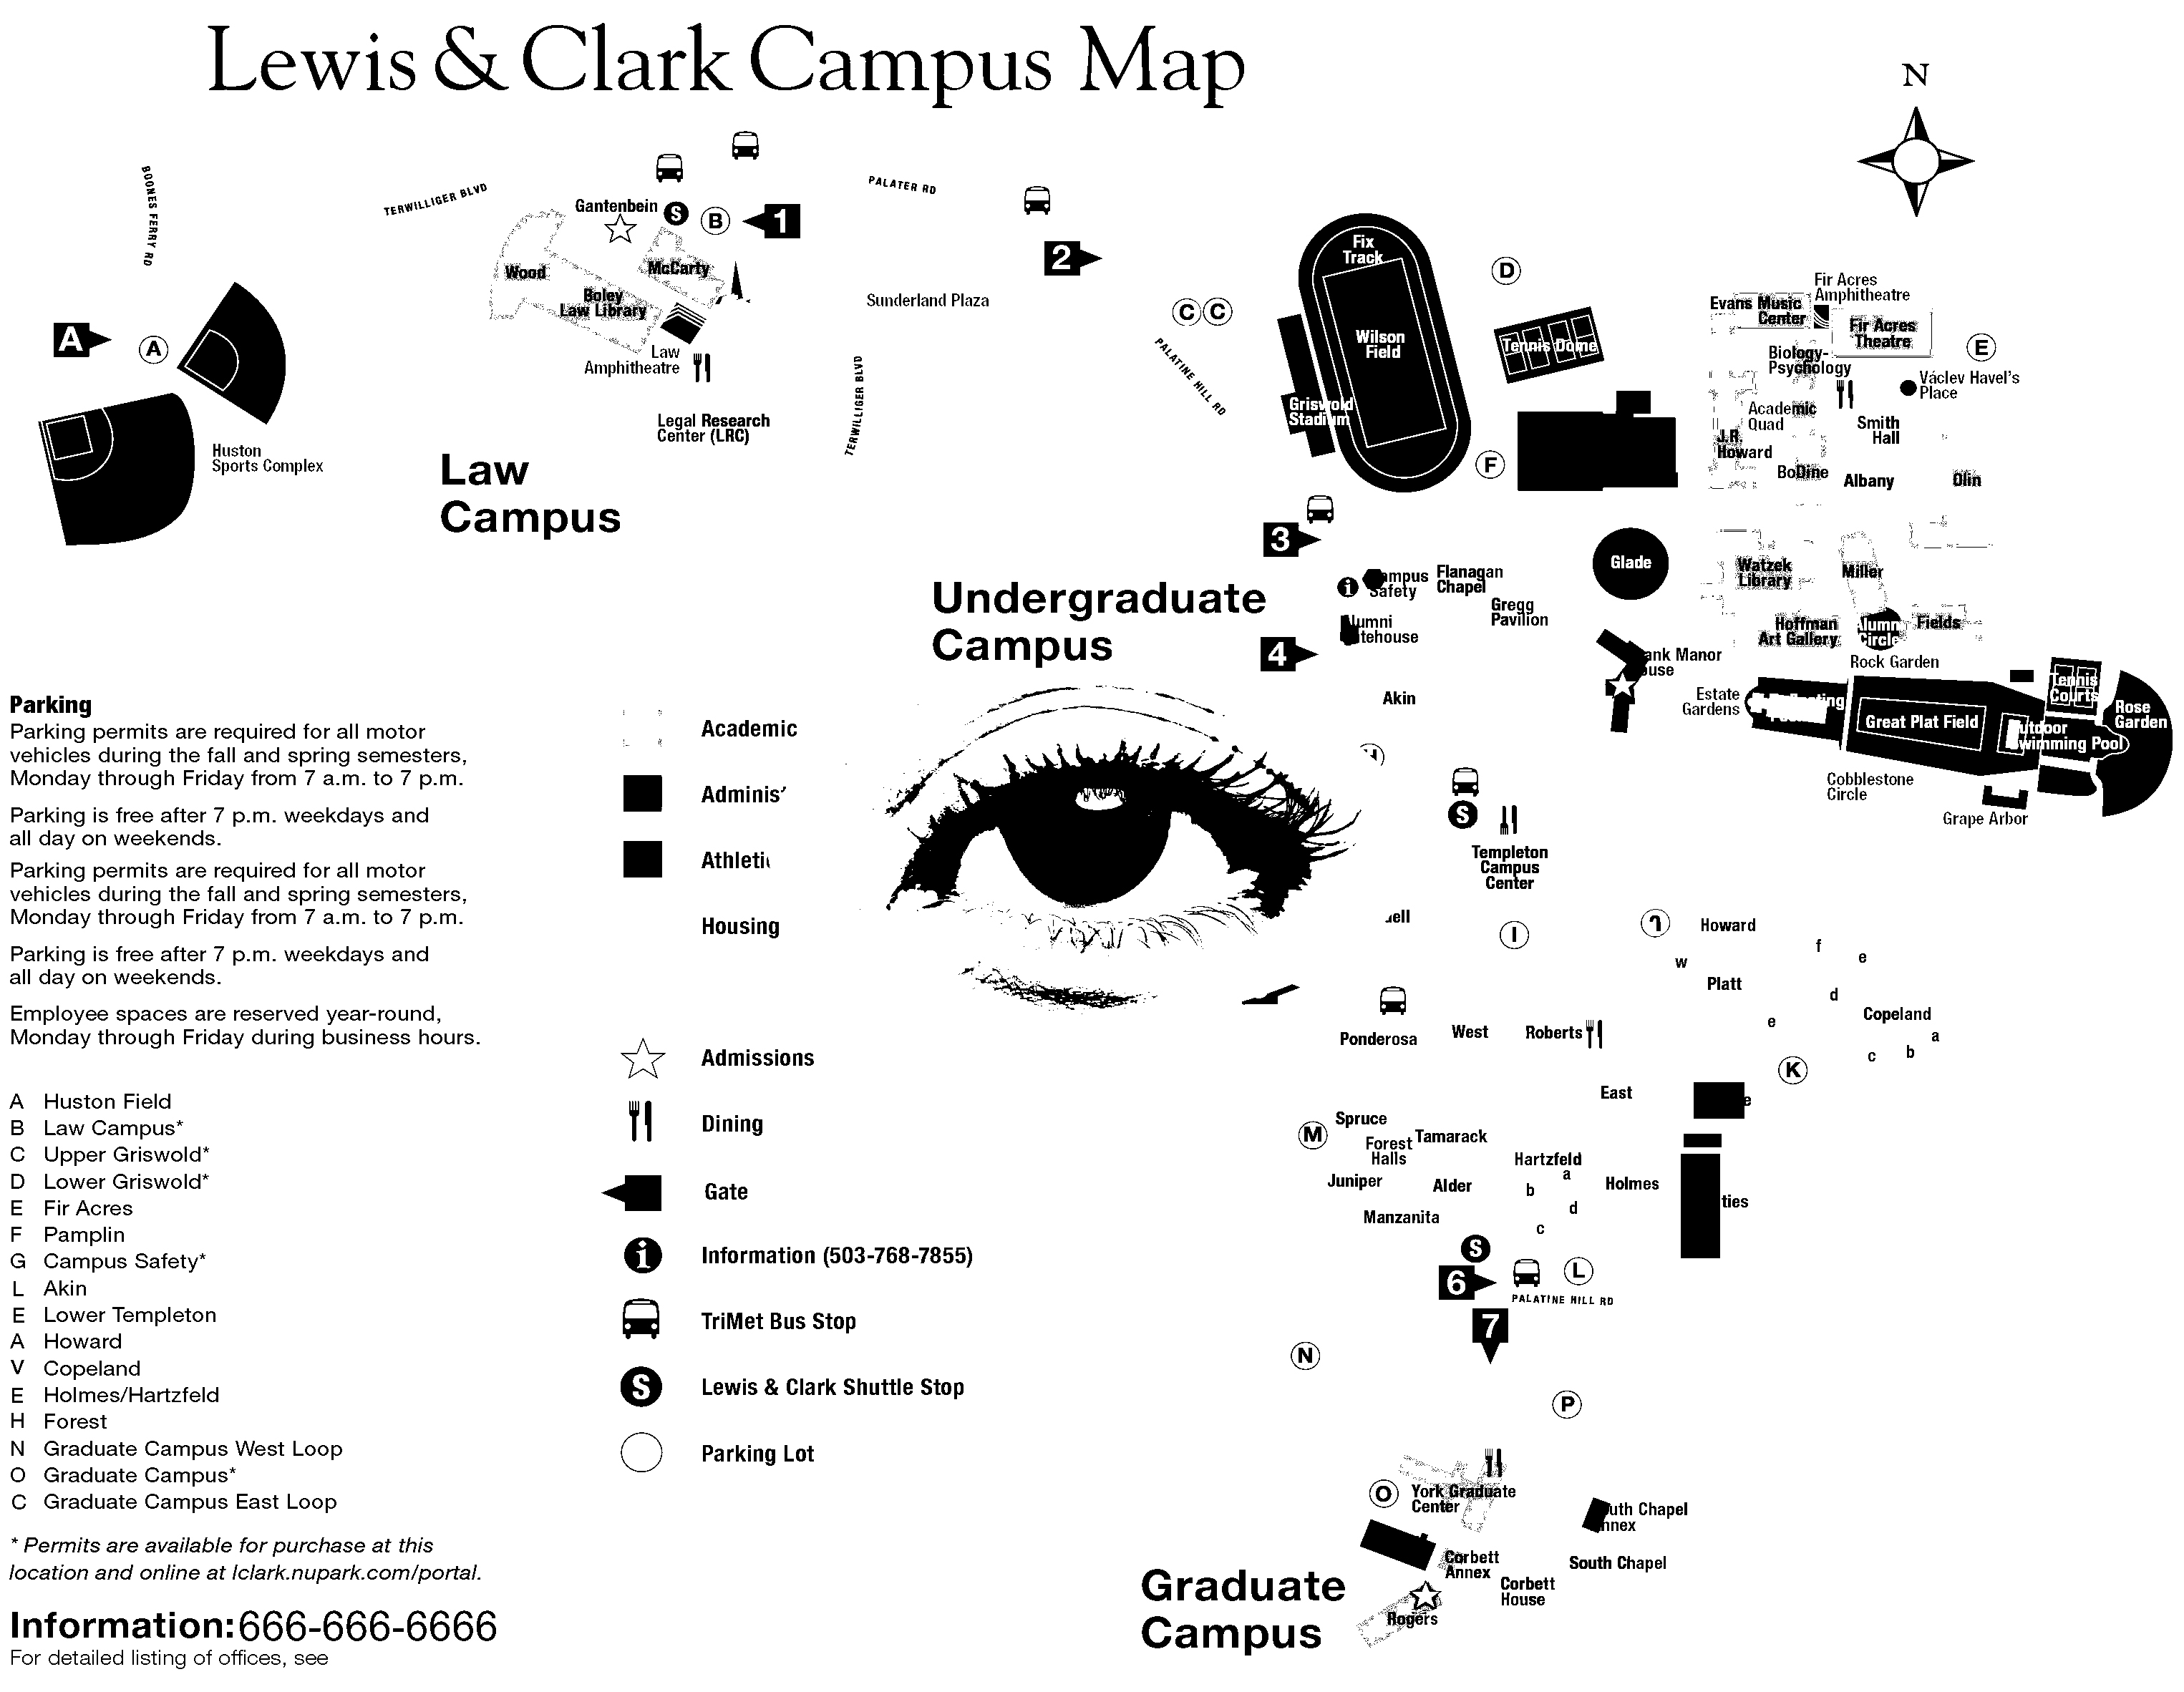 Lewis & Clark Campus Map
N
BOONES FERRY RD
TERWILLIGER BLVD
PALATER RD
Gantenbein
S
B
1
2
Wood
McCarty
Boley
Law Library
Sunderland Plaza
A
A
Law
Amphitheatre
Legal Research
Center (LRC)
TERWILLIGER BLVD
Huston
Sports Complex
Law
Campus
C
C
PALATINE HILL RD
Fix
Track
Wilson
Field
Griswold
Stadium
D
Tennis Dome
F
Fir Acres
Amphitheatre
Evans Music
Center
Fir Acres
Theatre
E
Biology-
Psychology
Václev Havel's
Place
Academic
Quad
Smith
Hall
J.R.
Howard
BoDine
Albany
Olin
3
Glade
Watzek
Library
Miller
Undergraduate
Campus
i
ampus
Safety
Flanagan
Chapel
Gregg
Pavilion
lumni
tehouse
Hoffman
Art Gallery
Alumn
Circle
Fields
4
ank Manor
ouse
Rock Garden
Akin
Estate
Gardens
Great Plat Field
Tennis
Courts
Rose
Garden
utdoor
wimming Pool
Cobblestone
Circle
Grape Arbor
S
Templeton
Campus
Center
ell
I
Howard
f
e
w
Platt
d
Copeland
e
a
b
c
K
Ponderosa
West
Roberts
East
e
Spruce
M
Forest
Halls
Tamarack
Hartzfeld
a
Juniper
Alder
b
Holmes
d
ties
Manzanita
c
S
6
L
PALATINE HILL RD
7
N
P
O
York Graduate
Center
uth Chapel
nnex
Corbett
Annex
South Chapel
Corbett
House
Rogers
Graduate
Campus
Parking
Parking permits are required for all motor
vehicles during the fall and spring semesters,
Monday through Friday from 7 a.m. to 7 p.m.
Parking is free after 7 p.m. weekdays and
all day on weekends.
Parking permits are required for all motor
vehicles during the fall and spring semesters,
Monday through Friday from 7 a.m. to 7 p.m.
Parking is free after 7 p.m. weekdays and
all day on weekends.
Employee spaces are reserved year-round,
Monday through Friday during business hours.
A Huston Field
B Law Campus*
C Upper Griswold*
D Lower Griswold*
E Fir Acres
F Pamplin
G Campus Safety*
L Akin
E Lower Templeton
A Howard
V Copeland
E Holmes/Hartzfeld
H Forest
N Graduate Campus West Loop
O Graduate Campus*
C Graduate Campus East Loop
* Permits are available for purchase at this
location and online at lclark.nupark.com/portal.
Information:666-666-6666
For detailed listing of offices, see
Academic
Adminis
Athleti
Housing
Admissions
Dining
Gate
i Information (503-768-7855)
TriMet Bus Stop
S Lewis & Clark Shuttle Stop
Parking Lot